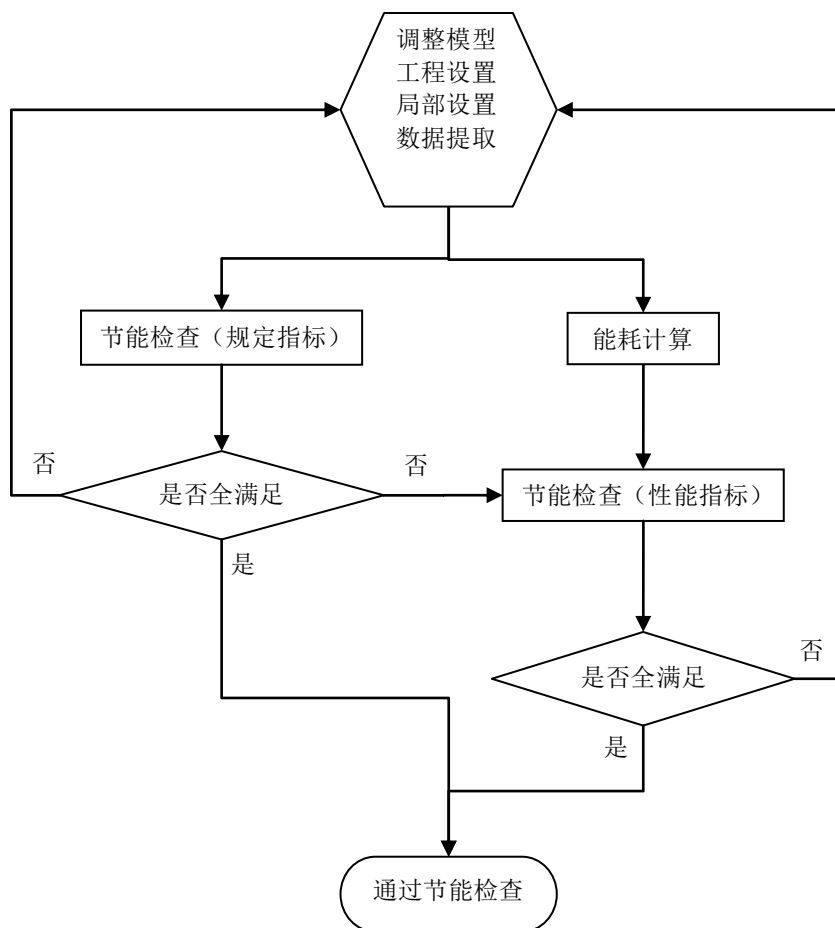 调整模型
工程设置
局部设置
数据提取
节能检查（规定指标）
能耗计算
否
是否全满足
否
节能检查（性能指标）
是
是否全满足
否
是
通过节能检查